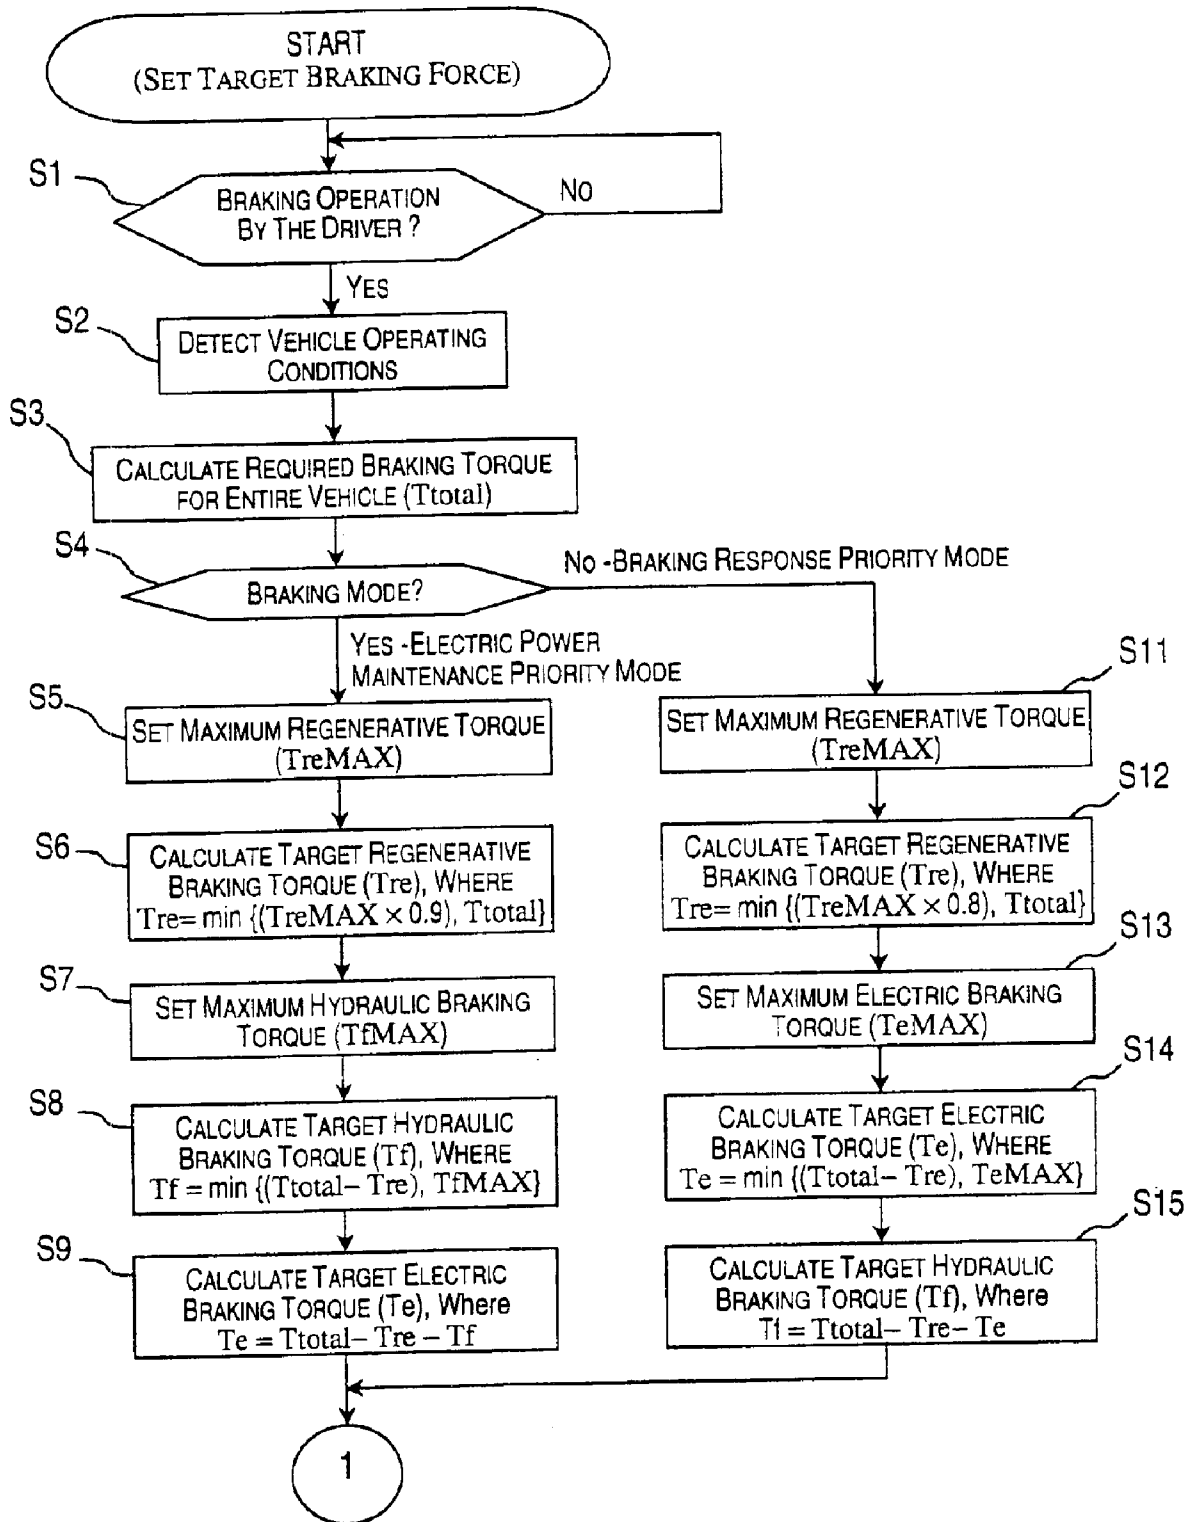 START
(SET TARGET BRAKING FORCE)
S1
BRAKING OPERATION
BY THE DRIVER ?
NO
YES
S2
DETECT VEHICLE OPERATING
CONDITIONS
S3
CALCULATE REQUIRED BRAKING TORQUE
FOR ENTIRE VEHICLE (Ttotal)
S4
BRAKING MODE?
NO -BRAKING RESPONSE PRIORITY MODE
YES -ELECTRIC POWER
MAINTENANCE PRIORITY MODE
S5
SET MAXIMUM REGENERATIVE TORQUE
(TreMAX)
S6
CALCULATE TARGET REGENERATIVE
BRAKING TORQUE (Tre), WHERE
Tre= min {(TreMAX × 0.9), Ttotal}
S7
SET MAXIMUM HYDRAULIC BRAKING
TORQUE (TfMAX)
S8
CALCULATE TARGET HYDRAULIC
BRAKING TORQUE (Tf), WHERE
Tf = min {(Ttotal– Tre), TfMAX}
S9
CALCULATE TARGET ELECTRIC
BRAKING TORQUE (Te), Where
Te = Ttotal– Tre – Tf
S11
SET MAXIMUM REGENERATIVE TORQUE
(TreMAX)
S12
CALCULATE TARGET REGENERATIVE
BRAKING TORQUE (Tre), WHERE
Tre= min {(TreMAX × 0.8), Ttotal}
S13
SET MAXIMUM ELECTRIC BRAKING
TORQUE (TeMAX)
S14
CALCULATE TARGET ELECTRIC
BRAKING TORQUE (Te), WHERE
Te = min {(Ttotal– Tre), TeMAX}
S15
CALCULATE TARGET HYDRAULIC
BRAKING TORQUE (Tf), Where
Tf = Ttotal– Tre– Te
1